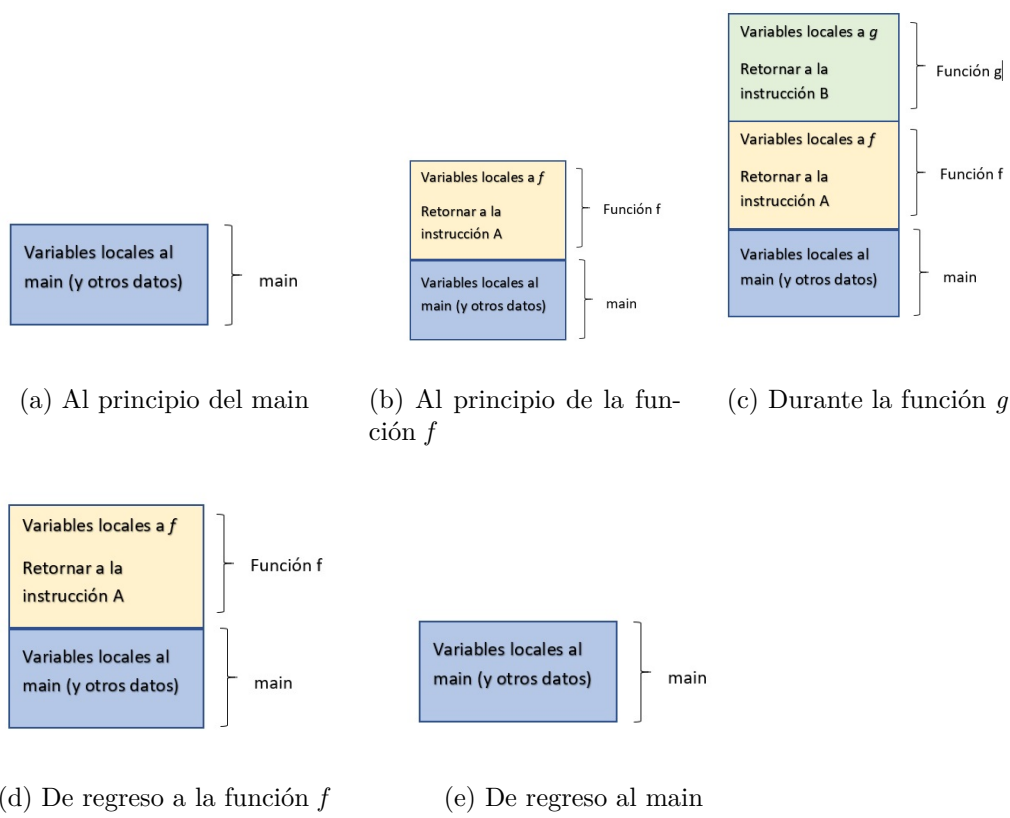 Variables locales al
main (y otros datos)
main
(a) Al principio del main
Variables locales a f
Retornar a la
instrucción A
Función f
Variables locales al
main (y otros datos)
main
(b) Al principio de la fun-
ción f
Variables locales a g
Retornar a la
instrucción B
Función g
Variables locales a f
Retornar a la
instrucción A
Función f
Variables locales al
main (y otros datos)
main
(c) Durante la función g
Variables locales a f
Retornar a la
instrucción A
Función f
Variables locales al
main (y otros datos)
main
(d) De regreso a la función f
Variables locales al
main (y otros datos)
main
(e) De regreso al main